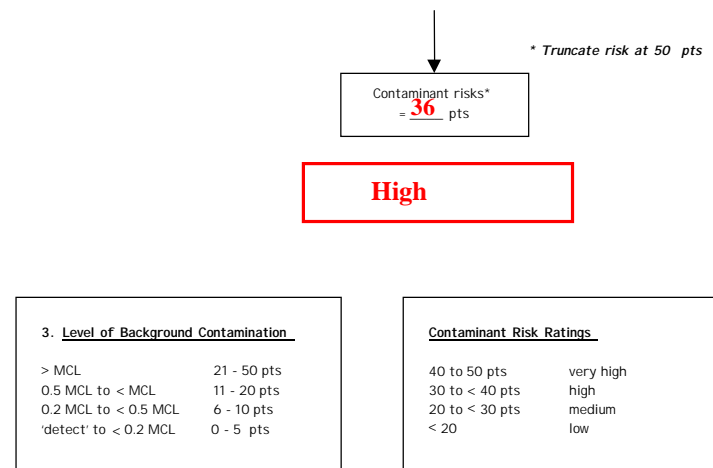 * Truncate risk at 50 pts
Contaminant risks*
= 36 pts
High
3. Level of Background Contamination
> MCL 21 - 50 pts
0.5 MCL to < MCL 11 - 20 pts
0.2 MCL to < 0.5 MCL 6 - 10 pts
'detect' to < 0.2 MCL 0 - 5 pts
Contaminant Risk Ratings
40 to 50 pts very high
30 to < 40 pts high
20 to < 30 pts medium
< 20 low